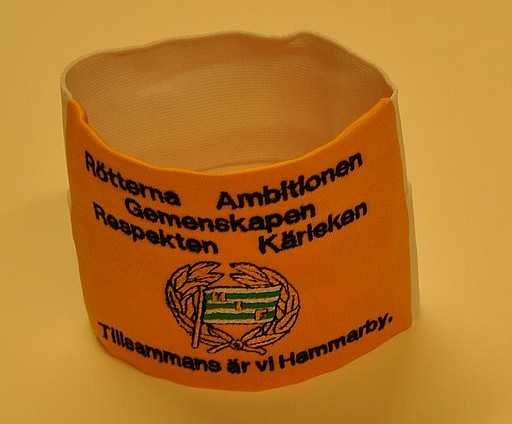 Rötterna Ambitionen
Gemenskapen
Respekten Kärleken
H I F
Tillsammans är vi Hammarby.